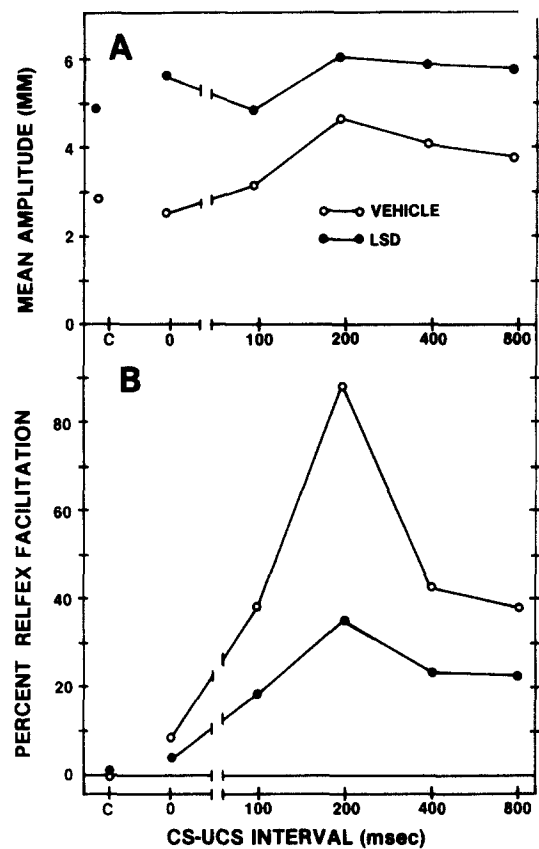 A
MEAN AMPLITUDE (MM)
6
4
2
0
VEHICLE
LSD
C 0 100 200 400 800
B
PERCENT RELFEX FACILITATION
80
60
40
20
0
C 0 100 200 400 800
CS-UCS INTERVAL (msec)